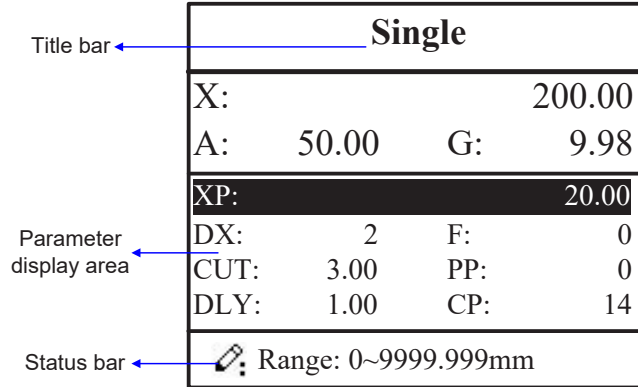 Title bar
Single
X: 200.00
A: 50.00 G: 9.98
XP: 20.00
DX: 2 F: 0
Parameter
display area
CUT: 3.00 PP: 0
DLY: 1.00 CP: 14
Status bar
Range: 0~9999.999mm